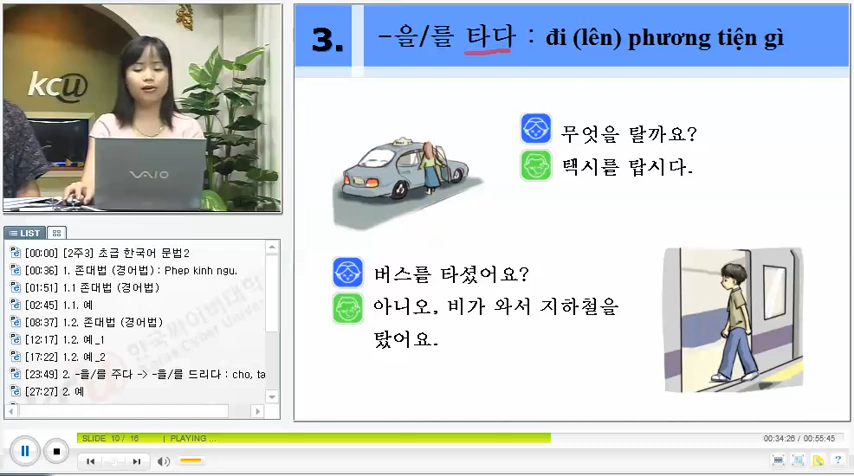 kcu
VAIO
3. -을/를 타다 : đi (lên) phương tiện gì
무엇을 탈까요?
택시를 탑시다.
버스를 타셨어요?
아니오, 비가 와서 지하철을
탔어요.
LIST
[00:00] [2주3] 초급 한국어 문법2
[00:36] 1. 존대법 (경어법) : Phep kinh ngu.
[01:51] 1.1 존대법 (경어법)
[02:45] 1.1. 예
[08:37] 1.2. 존대법 (경어법)
[12:17] 1.2. 예_1
[17:22] 1.2. 예_2
[23:49] 2. -을/를 주다 -> -을/를 드리다 : cho, ta
[27:27] 2. 예
SLIDE 10 / 16 | PLAYING ...
00:34:26 / 00:55:45